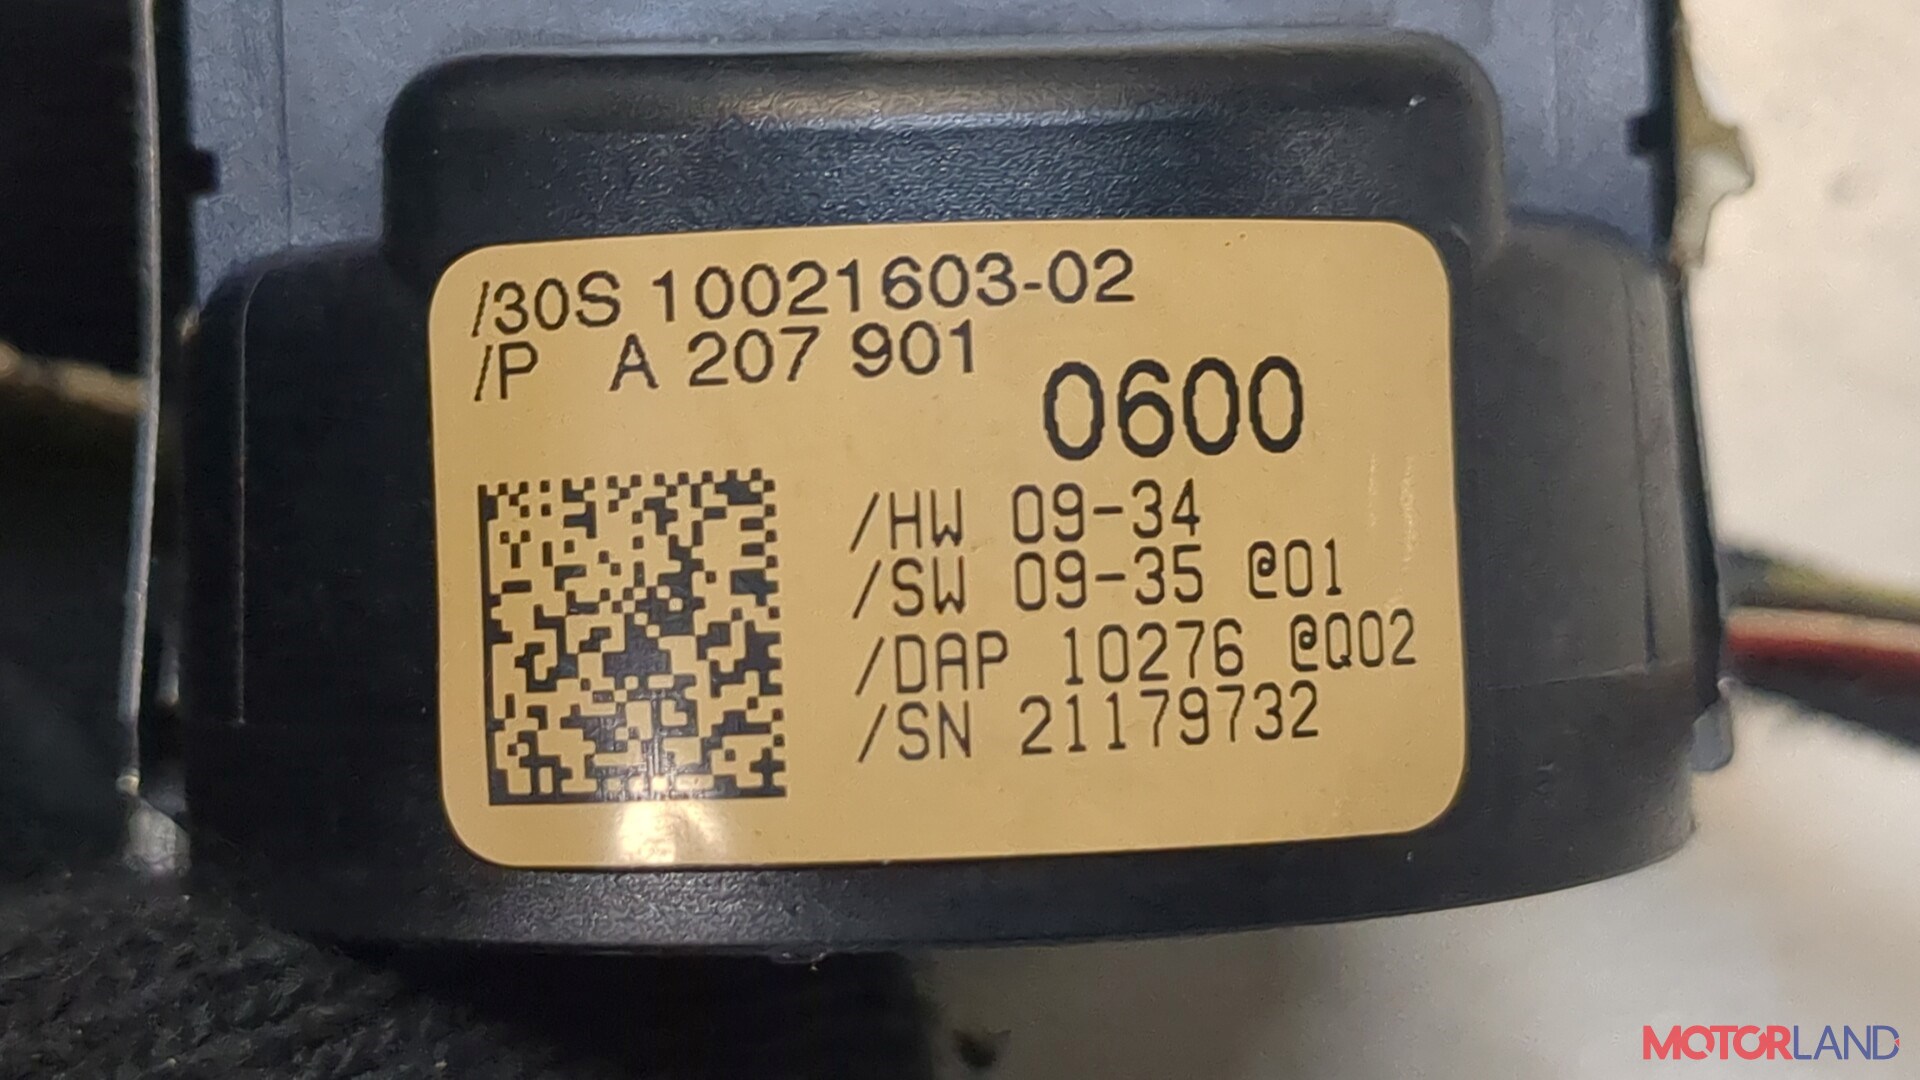 /30S 10021603-02
/P A 207 901
0600
/HW 09-34
/SW 09-35 @01
/DAP 10276 @Q02
/SN 21179732
MOTORLAND